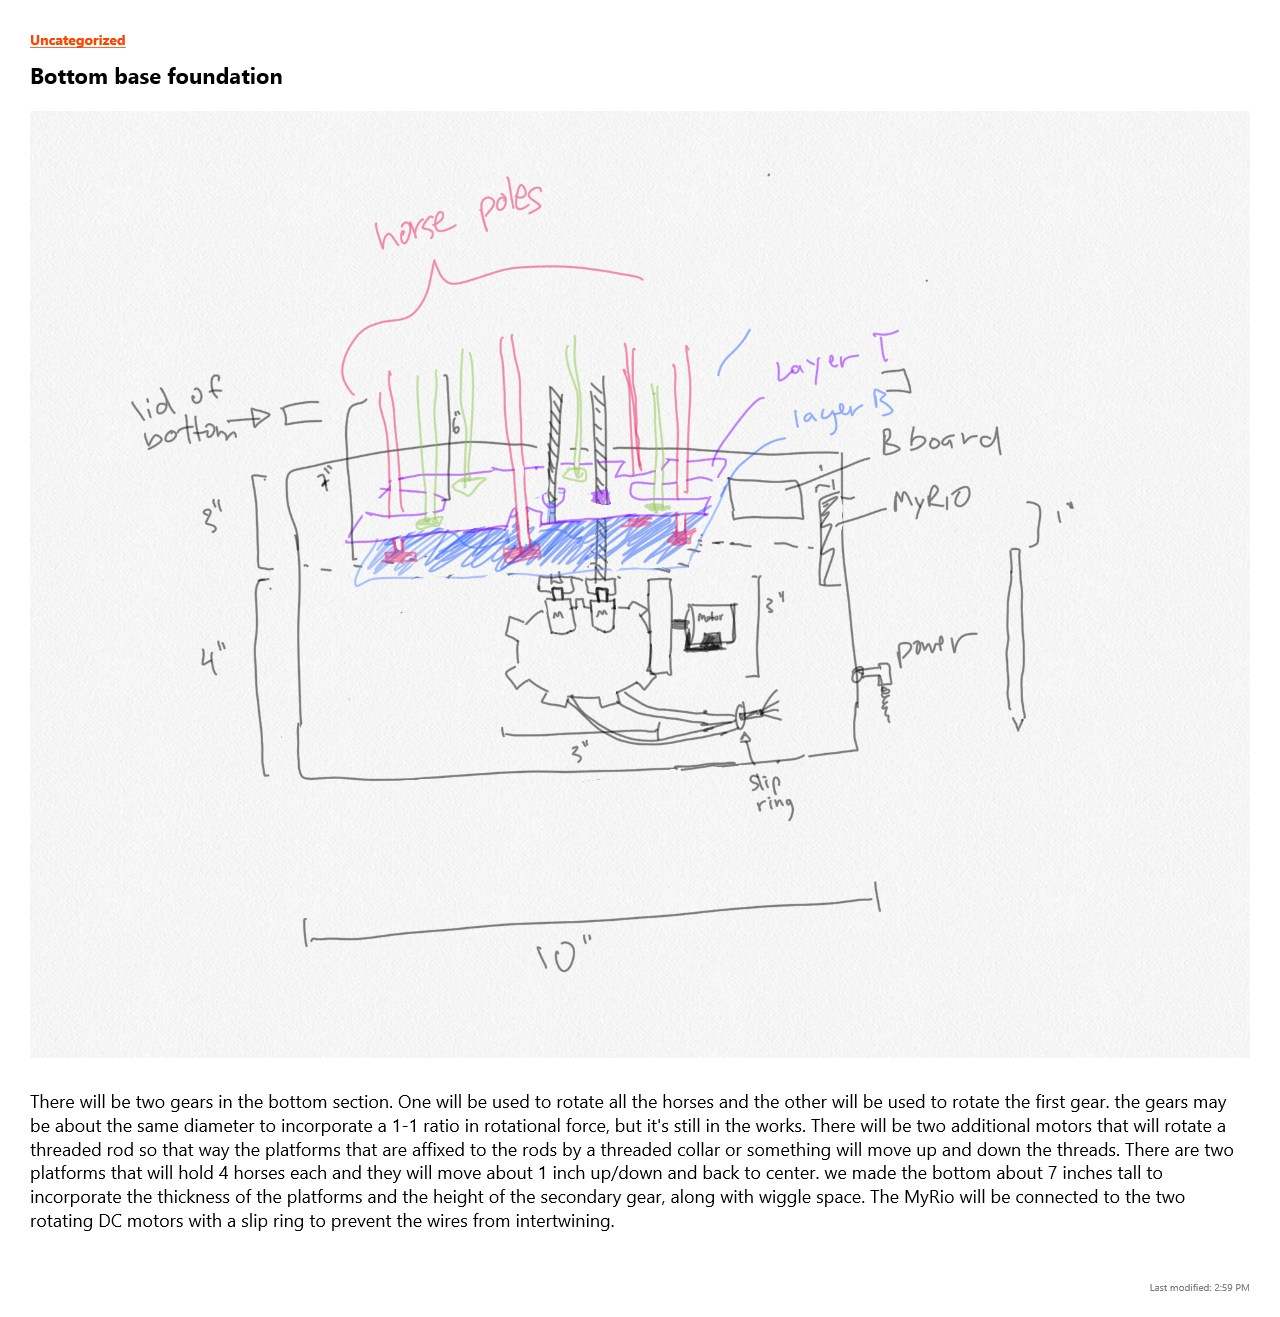 Uncategorized
Bottom base foundation
horse poles
Layer T
lid of
bottom
6"
layer B
B board
7"
3"
MyRIO
1"
M
M
Motor
3"
4"
power
3"
slip
ring
10"
There will be two gears in the bottom section. One will be used to rotate all the horses and the other will be used to rotate the first gear. the gears may
be about the same diameter to incorporate a 1-1 ratio in rotational force, but it's still in the works. There will be two additional motors that will rotate a
threaded rod so that way the platforms that are affixed to the rods by a threaded collar or something will move up and down the threads. There are two
platforms that will hold 4 horses each and they will move about 1 inch up/down and back to center. we made the bottom about 7 inches tall to
incorporate the thickness of the platforms and the height of the secondary gear, along with wiggle space. The MyRio will be connected to the two
rotating DC motors with a slip ring to prevent the wires from intertwining.
Last modified: 2:59 PM